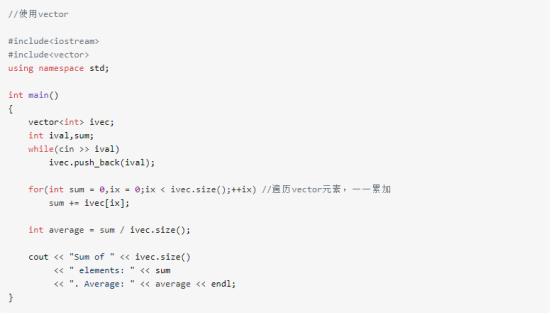 //使用vector
#include<iostream>
#include<vector>
using namespace std;
int main()
{
    vector<int> ivec;
    int ival,sum;
    while(cin >> ival)
        ivec.push_back(ival);
    for(int sum = 0,ix = 0;ix < ivec.size();++ix) //遍历vector元素，一一累加
        sum += ivec[ix];
    int average = sum / ivec.size();
    cout << "Sum of " << ivec.size()
        << " elements: " << sum
        << ". Average: " << average << endl;
}